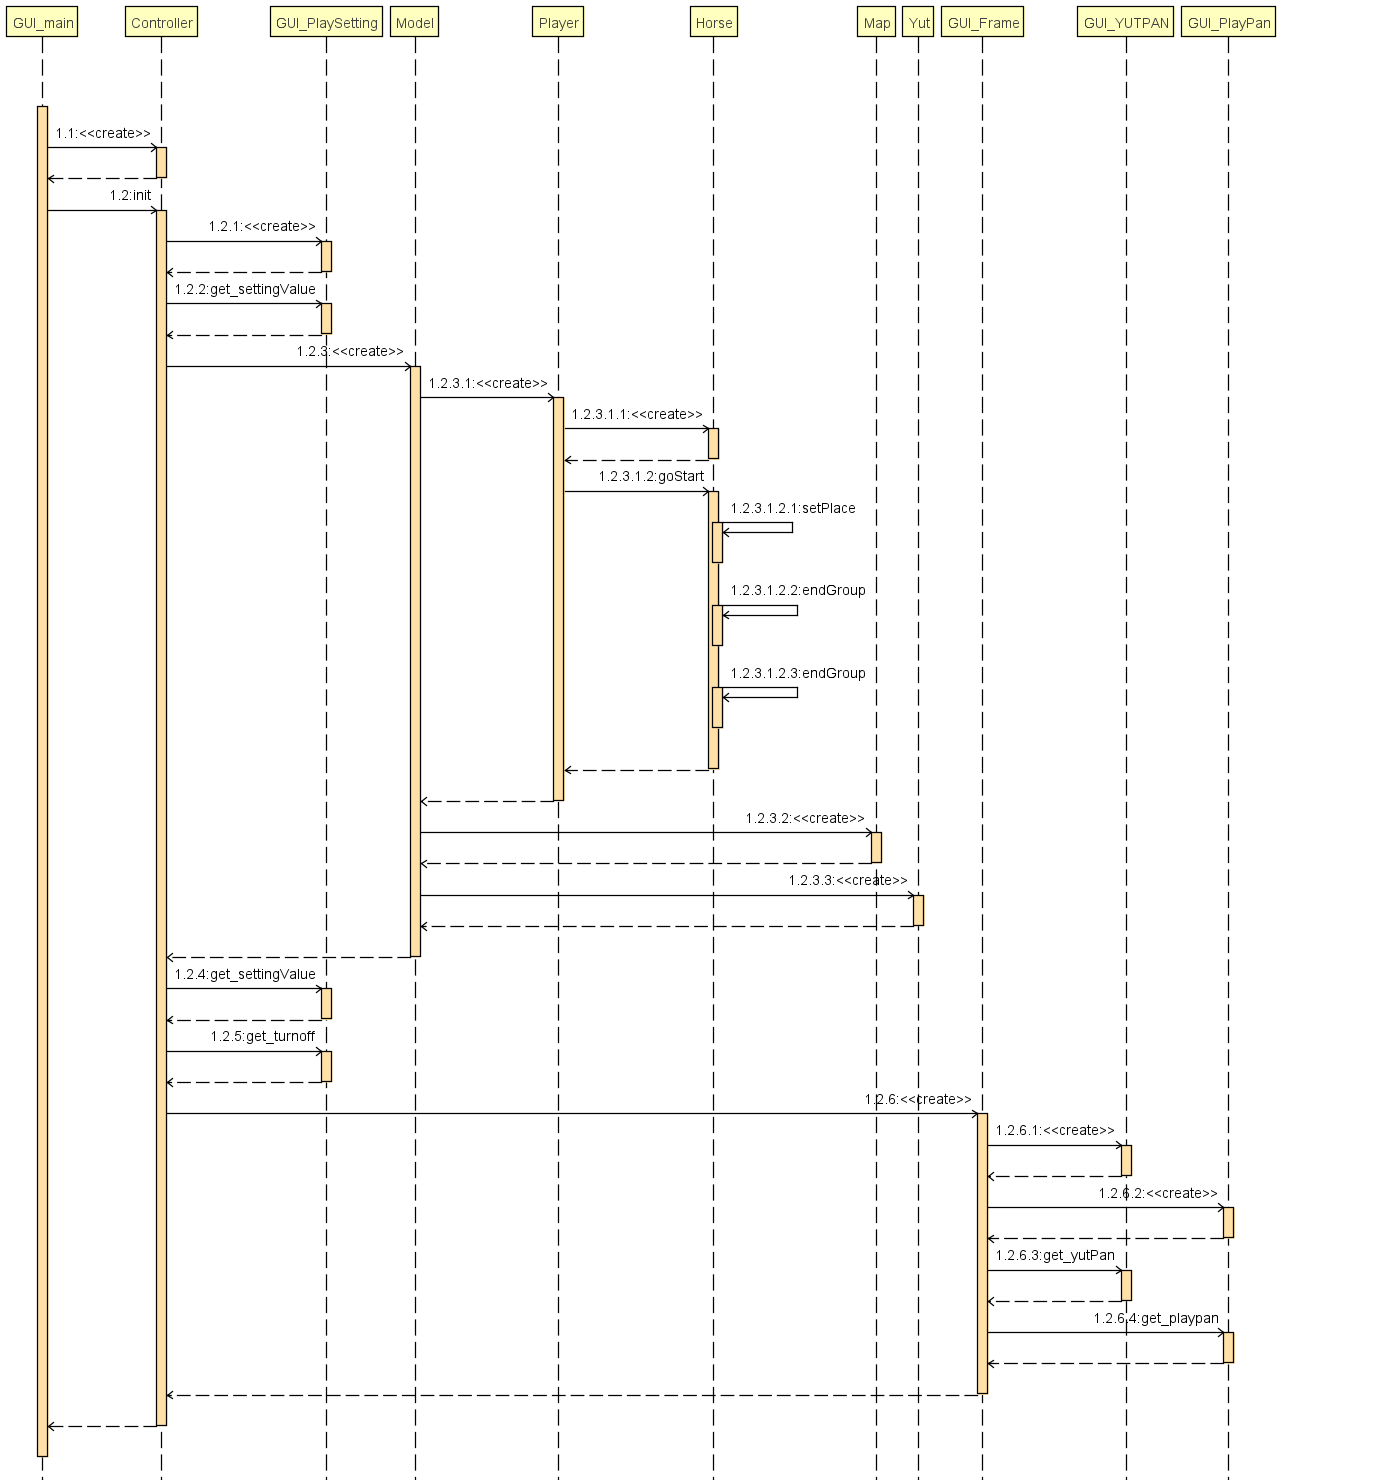 GUI_main Controller GUI_PlaySetting Model Player Horse Map Yut GUI_Frame GUI_YUTPAN GUI_PlayPan
1.1:<<create>>
1.2:init
1.2.1:<<create>>
1.2.2:get_settingValue
1.2.3:<<create>>
1.2.3.1:<<create>>
1.2.3.1.1:<<create>>
1.2.3.1.2:goStart
1.2.3.1.2.1:setPlace
1.2.3.1.2.2:endGroup
1.2.3.1.2.3:endGroup
1.2.3.2:<<create>>
1.2.3.3:<<create>>
1.2.4:get_settingValue
1.2.5:get_turnoff
1.2.6:<<create>>
1.2.6.1:<<create>>
1.2.6.2:<<create>>
1.2.6.3:get_yutPan
1.2.6.4:get_playpan